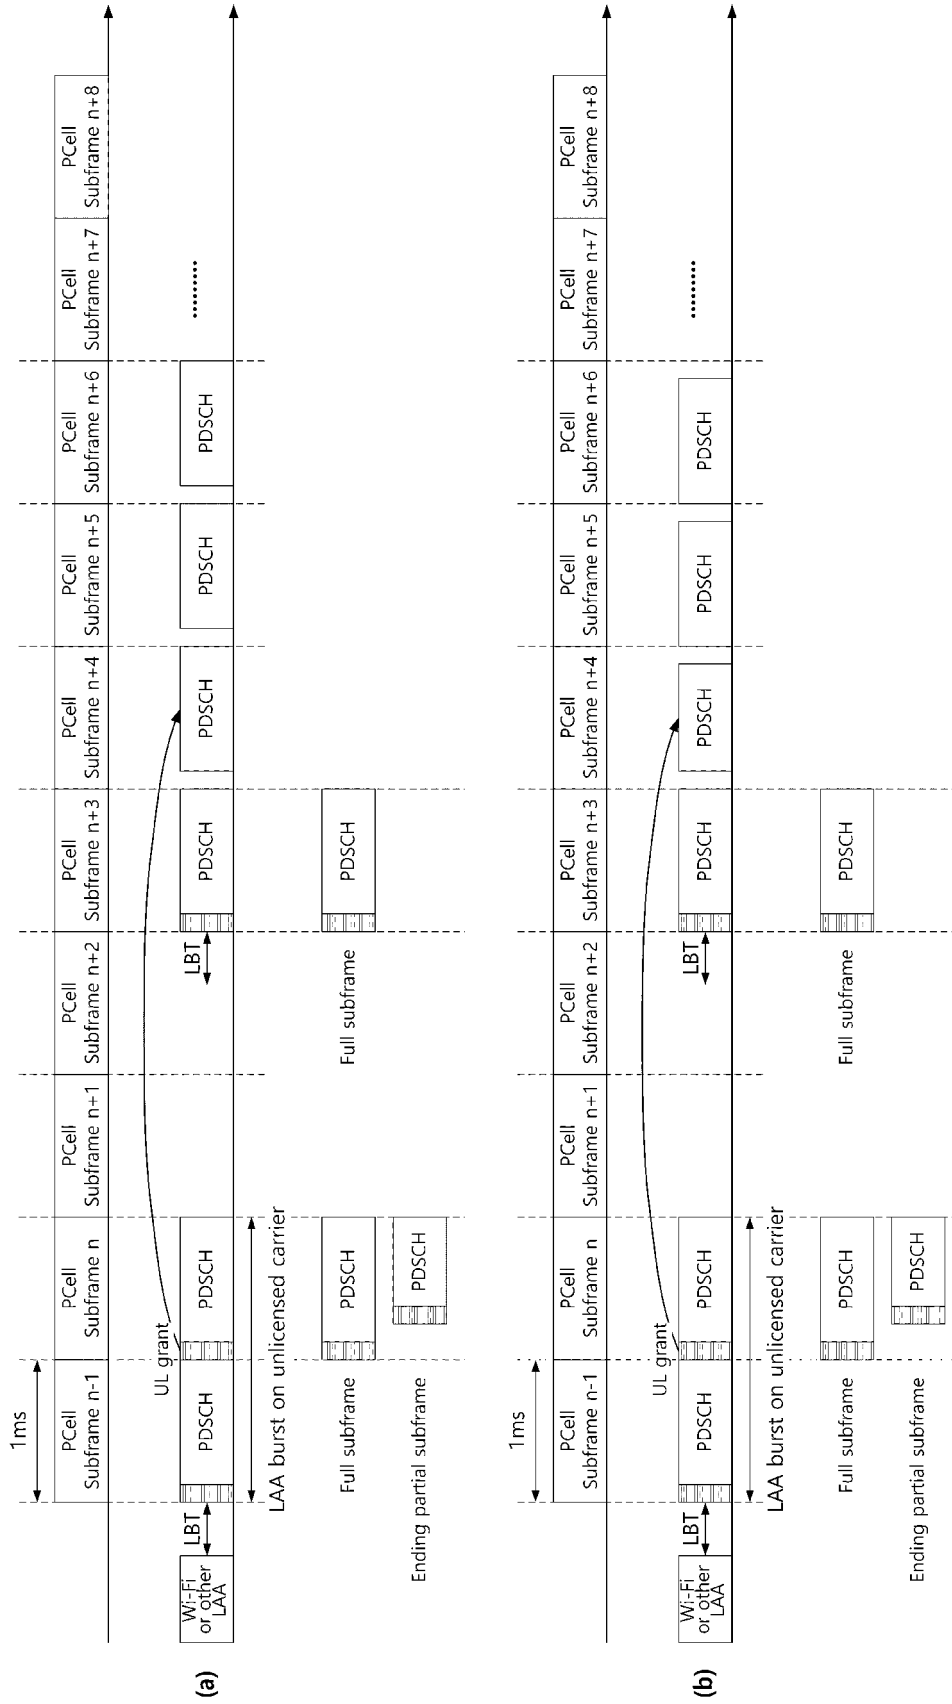 (a)
1ms
PCell
Subframe n-1
PCell
Subframe n
PCell
Subframe n+1
PCell
Subframe n+2
PCell
Subframe n+3
PCell
Subframe n+4
PCell
Subframe n+5
PCell
Subframe n+6
PCell
Subframe n+7
PCell
Subframe n+8
UL grant
Wi-Fi
or other
LAA
LBT
PDSCH
PDSCH
LBT
PDSCH
PDSCH
PDSCH
PDSCH
.........
LAA burst on unlicensed carrier
Full subframe
PDSCH
Full subframe
PDSCH
Ending partial subframe
PDSCH
(b)
1ms
PCell
Subframe n-1
PCell
Subframe n
PCell
Subframe n+1
PCell
Subframe n+2
PCell
Subframe n+3
PCell
Subframe n+4
PCell
Subframe n+5
PCell
Subframe n+6
PCell
Subframe n+7
PCell
Subframe n+8
UL grant
Wi-Fi
or other
LAA
LBT
PDSCH
PDSCH
LBT
PDSCH
PDSCH
PDSCH
PDSCH
.........
LAA burst on unlicensed carrier
Full subframe
PDSCH
Full subframe
PDSCH
Ending partial subframe
PDSCH